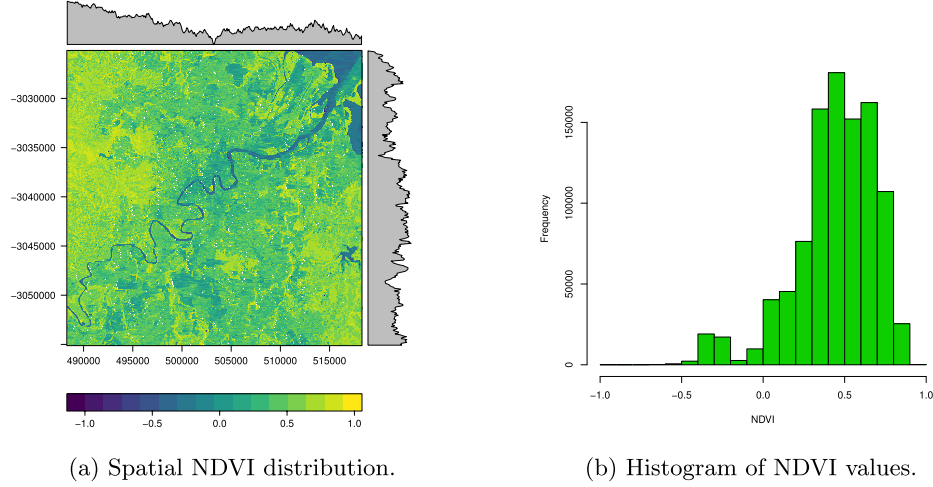 −3030000
−3035000
−3040000
−3045000
−3050000
490000 495000 500000 505000 510000 515000
−1.0 −0.5 0.0 0.5 1.0
(a) Spatial NDVI distribution.
Frequency
150000
100000
50000
0
−1.0 −0.5 0.0 0.5 1.0
NDVI
(b) Histogram of NDVI values.